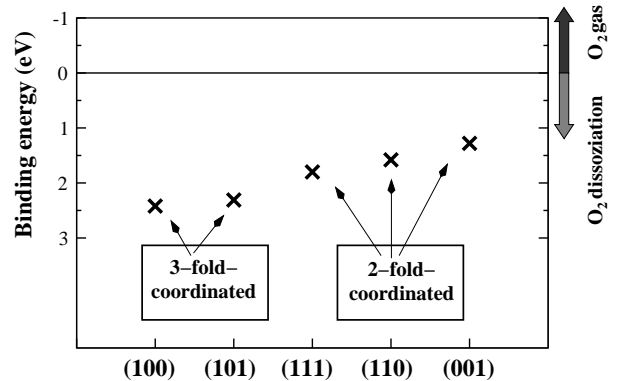 -1
0
1
2
3
Binding energy (eV)
O2 gas
O2 dissoziation
3–fold–
coordinated
2–fold–
coordinated
(100) (101) (111) (110) (001)